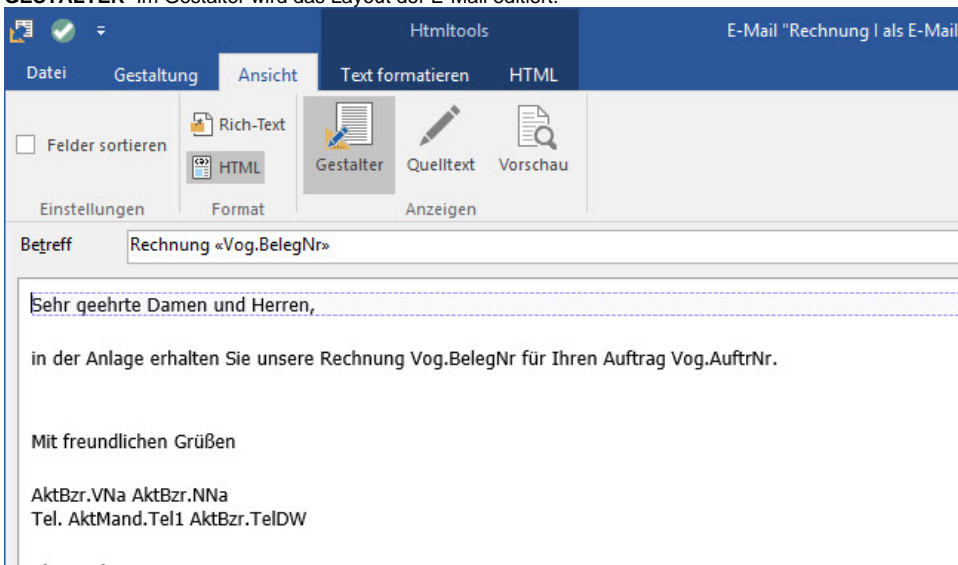 GESTALTER Im Gestalter wird das Layout der E-Mail editiert.
Htmltools
E-Mail "Rechnung I als E-Mail
Datei Gestaltung Ansicht Text formatieren HTML
Felder sortieren
Rich-Text
HTML
Gestalter Quelltext Vorschau
Einstellungen Format Anzeigen
Betreff Rechnung «Vog.BelegNr»
Sehr geehrte Damen und Herren,
in der Anlage erhalten Sie unsere Rechnung Vog.BelegNr für Ihren Auftrag Vog.AuftrNr.
Mit freundlichen Grüßen
AktBzr.VNa AktBzr.NNa
Tel. AktMand.Tel1 AktBzr.TelDW